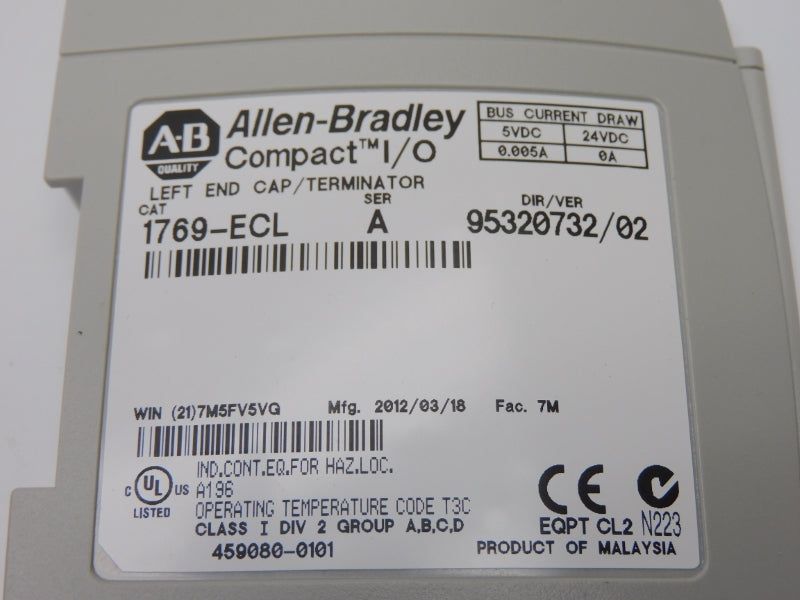 A·B
QUALITY
Allen-Bradley
Compact™ I/O
BUS CURRENT DRAW
5VDC 24VDC
0.005A 0A
LEFT END CAP/TERMINATOR
CAT SER DIR/VER
1769-ECL A 95320732/02
WIN (21)7M5FV5VQ Mfg. 2012/03/18 Fac. 7M
IND.CONT.EQ.FOR HAZ.LOC.
A196
C UL US
LISTED
OPERATING TEMPERATURE CODE T3C
CLASS I DIV 2 GROUP A,B,C,D
459080-0101
CE
EQPT CL2 N223
PRODUCT OF MALAYSIA